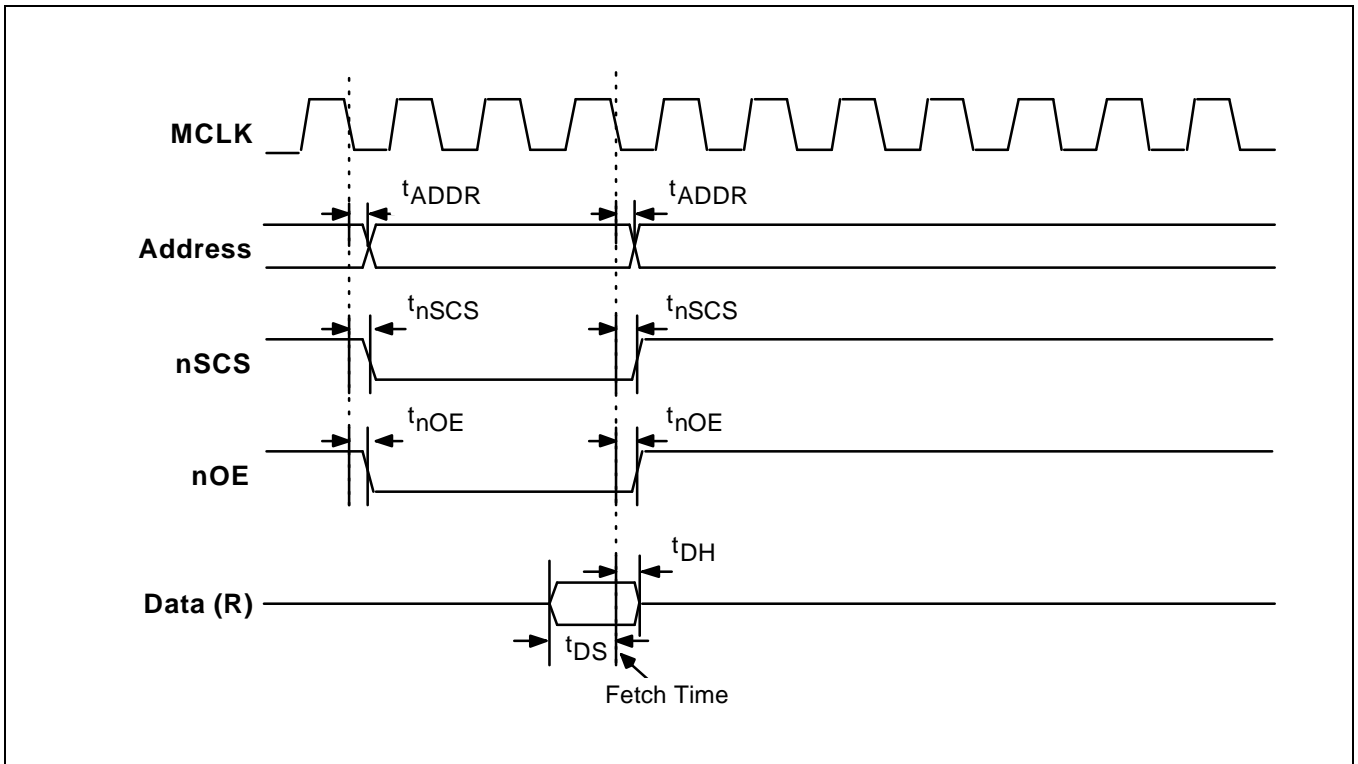 MCLK
tADDR
tADDR
Address
tnSCS
tnSCS
nSCS
tnOE
tnOE
nOE
tDH
Data (R)
tDS
Fetch Time